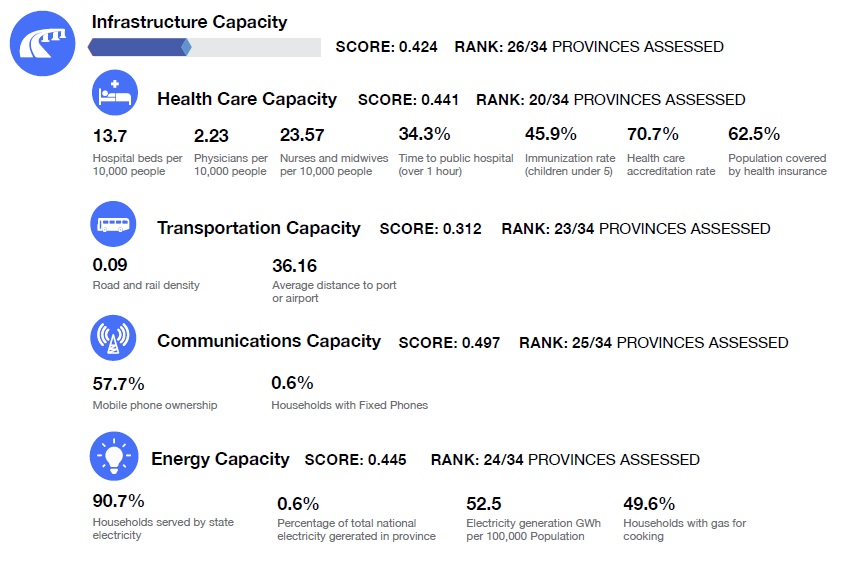 Infrastructure Capacity
SCORE: 0.424 RANK: 26/34 PROVINCES ASSESSED
Health Care Capacity SCORE: 0.441 RANK: 20/34 PROVINCES ASSESSED
13.7 2.23 23.57 34.3% 45.9% 70.7% 62.5%
Hospital beds per Physicians per Nurses and midwives Time to public hospital Immunization rate Health care Population covered
10,000 people 10,000 people per 10,000 people (over 1 hour) (children under 5) accreditation rate by health insurance
Transportation Capacity SCORE: 0.312 RANK: 23/34 PROVINCES ASSESSED
0.09 36.16
Road and rail density Average distance to port
or airport
Communications Capacity SCORE: 0.497 RANK: 25/34 PROVINCES ASSESSED
57.7% 0.6%
Mobile phone ownership Households with Fixed Phones
Energy Capacity SCORE: 0.445 RANK: 24/34 PROVINCES ASSESSED
90.7% 0.6% 52.5 49.6%
Households served by state Percentage of total national Electricity generation GWh Households with gas for
electricity electricity gererated in province per 100,000 Population cooking